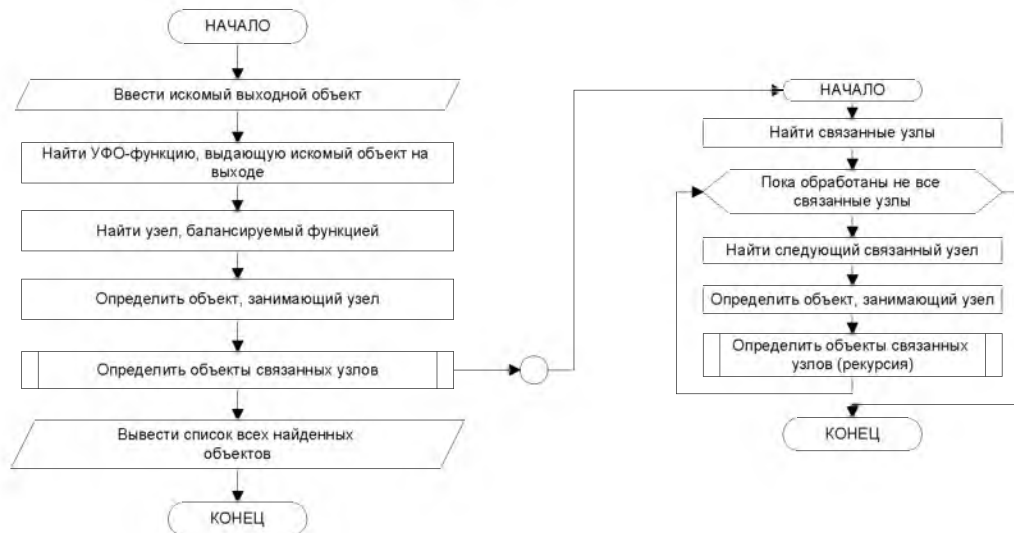 НАЧАЛО
Ввести искомый выходной объект
Найти УФО-функцию, выдающую искомый объект на
выходе
Найти узел, балансируемый функцией
Определить объект, занимающий узел
Определить объекты связанных узлов
Вывести список всех найденных
объектов
КОНЕЦ
НАЧАЛО
Найти связанные узлы
Пока обработаны не все
связанные узлы
Найти следующий связанный узел
Определить объект, занимающий узел
Определить объекты связанных
узлов (рекурсия)
КОНЕЦ